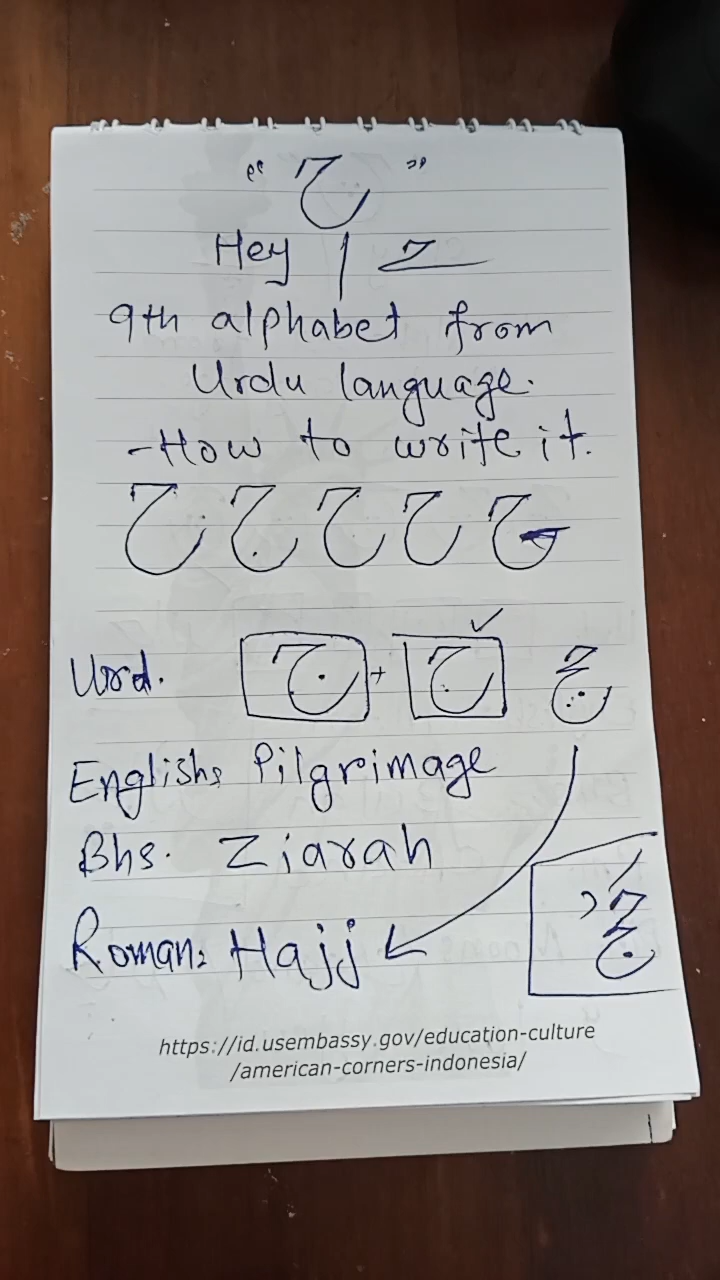 “ ح ”
Hey | ح
9th alphabet from
Urdu language.
- How to write it.
ح ح ح ح ح
Urd. ج + ح ✓ حج
English: Pilgrimage
Bhs. Ziarah
Roman: Hajj
حج
https://id.usembassy.gov/education-culture
/american-corners-indonesia/